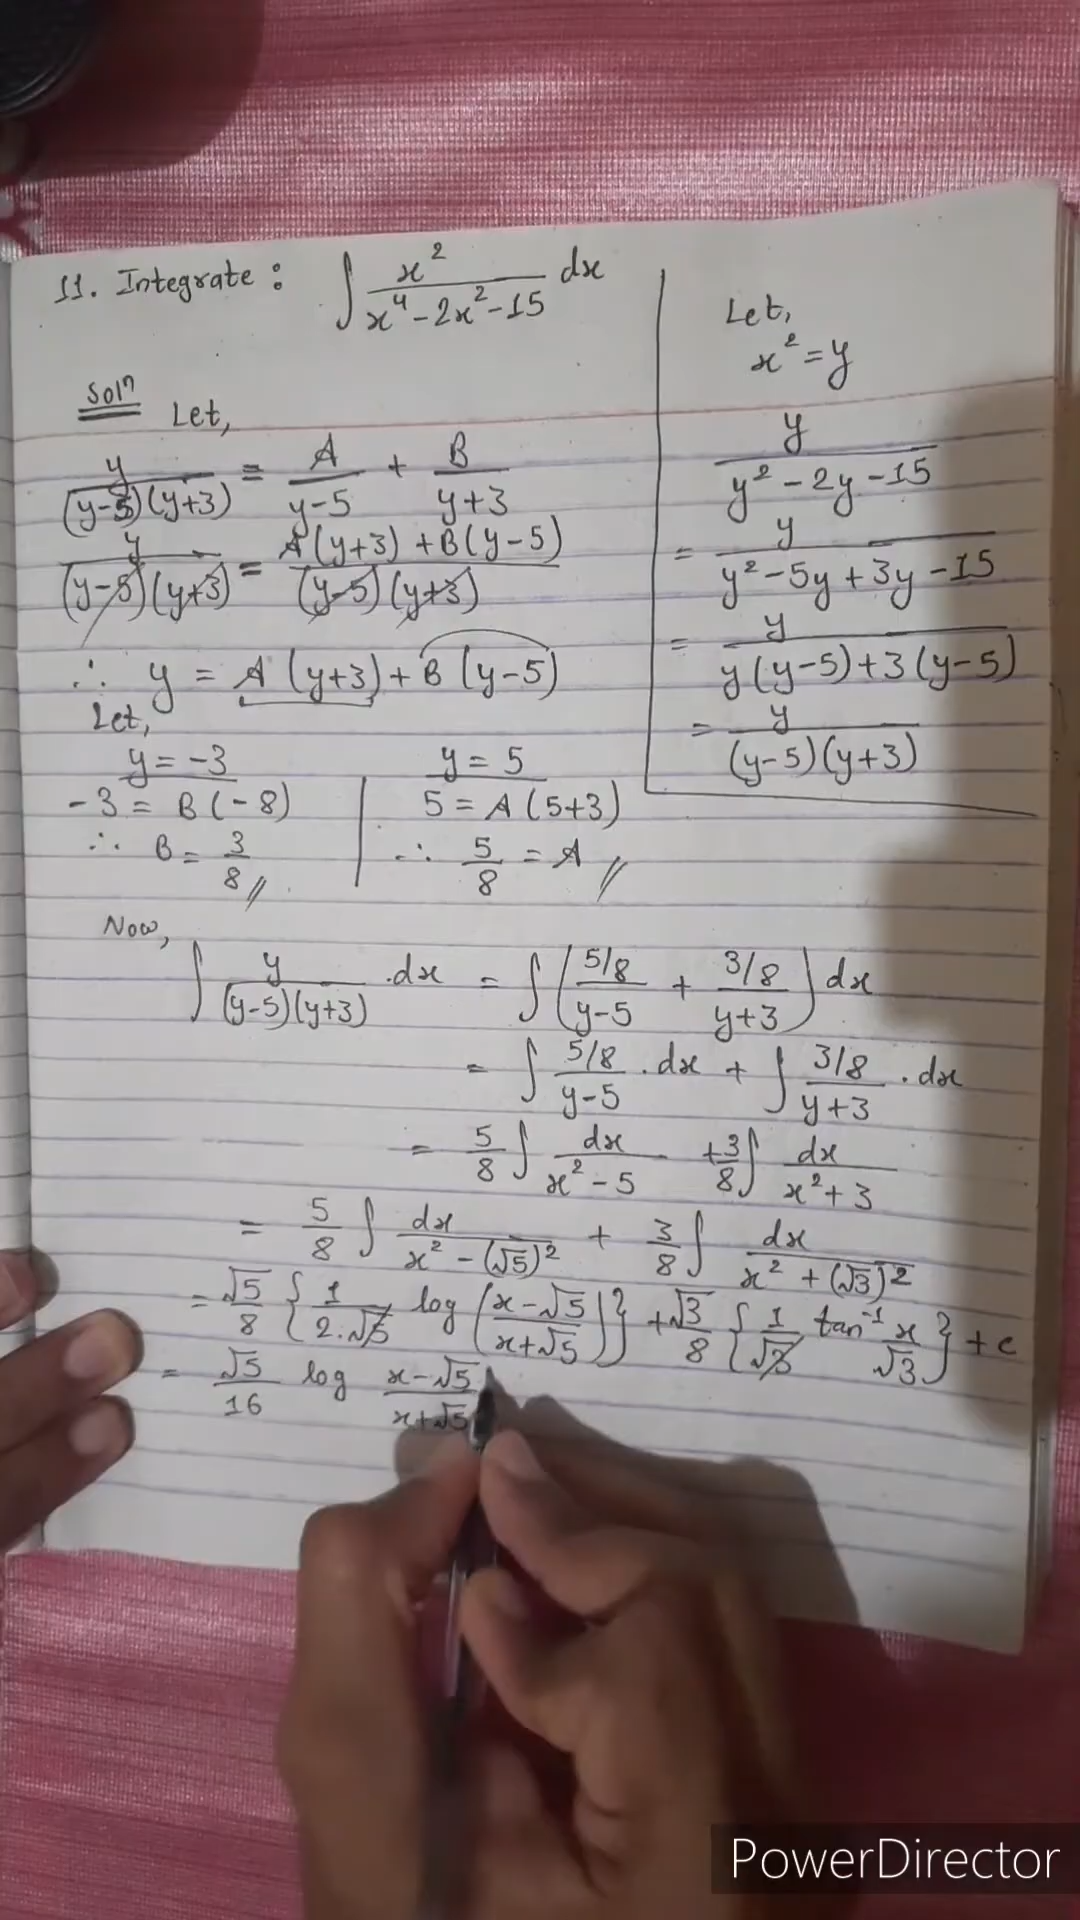 11. Integrate : ∫ x²/(x⁴-2x²-15) dx
Soln Let,
y/((y-5)(y+3)) = A/(y-5) + B/(y+3)
y/((y-5)(y+3)) = (A(y+3)+B(y-5))/((y-5)(y+3))
∴ y = A (y+3)+B (y-5)
Let,
y = -3
-3 = B(-8)
∴ B = 3/8 //
y = 5
5 = A (5+3)
∴ 5/8 = A //
Let,
x² = y
y/(y²-2y-15)
= y/(y²-5y+3y-15)
= y/(y(y-5)+3(y-5))
= y/((y-5)(y+3))
Now,
∫ y/((y-5)(y+3)) .dx = ∫ ((5/8)/(y-5) + (3/8)/(y+3)) dx
= ∫ (5/8)/(y-5) .dx + ∫ (3/8)/(y+3) .dx
= 5/8 ∫ dx/(x²-5) +3/8 ∫ dx/(x²+3)
= 5/8 ∫ dx/(x²-(√5)²) + 3/8 ∫ dx/(x²+(√3)²)
= √5/8 {1/(2.√5) log ((x-√5)/(x+√5))} + √3/8 {1/√3 tan⁻¹ x/√3} + c
= √5/16 log (x-√5)/(x+√5
PowerDirector